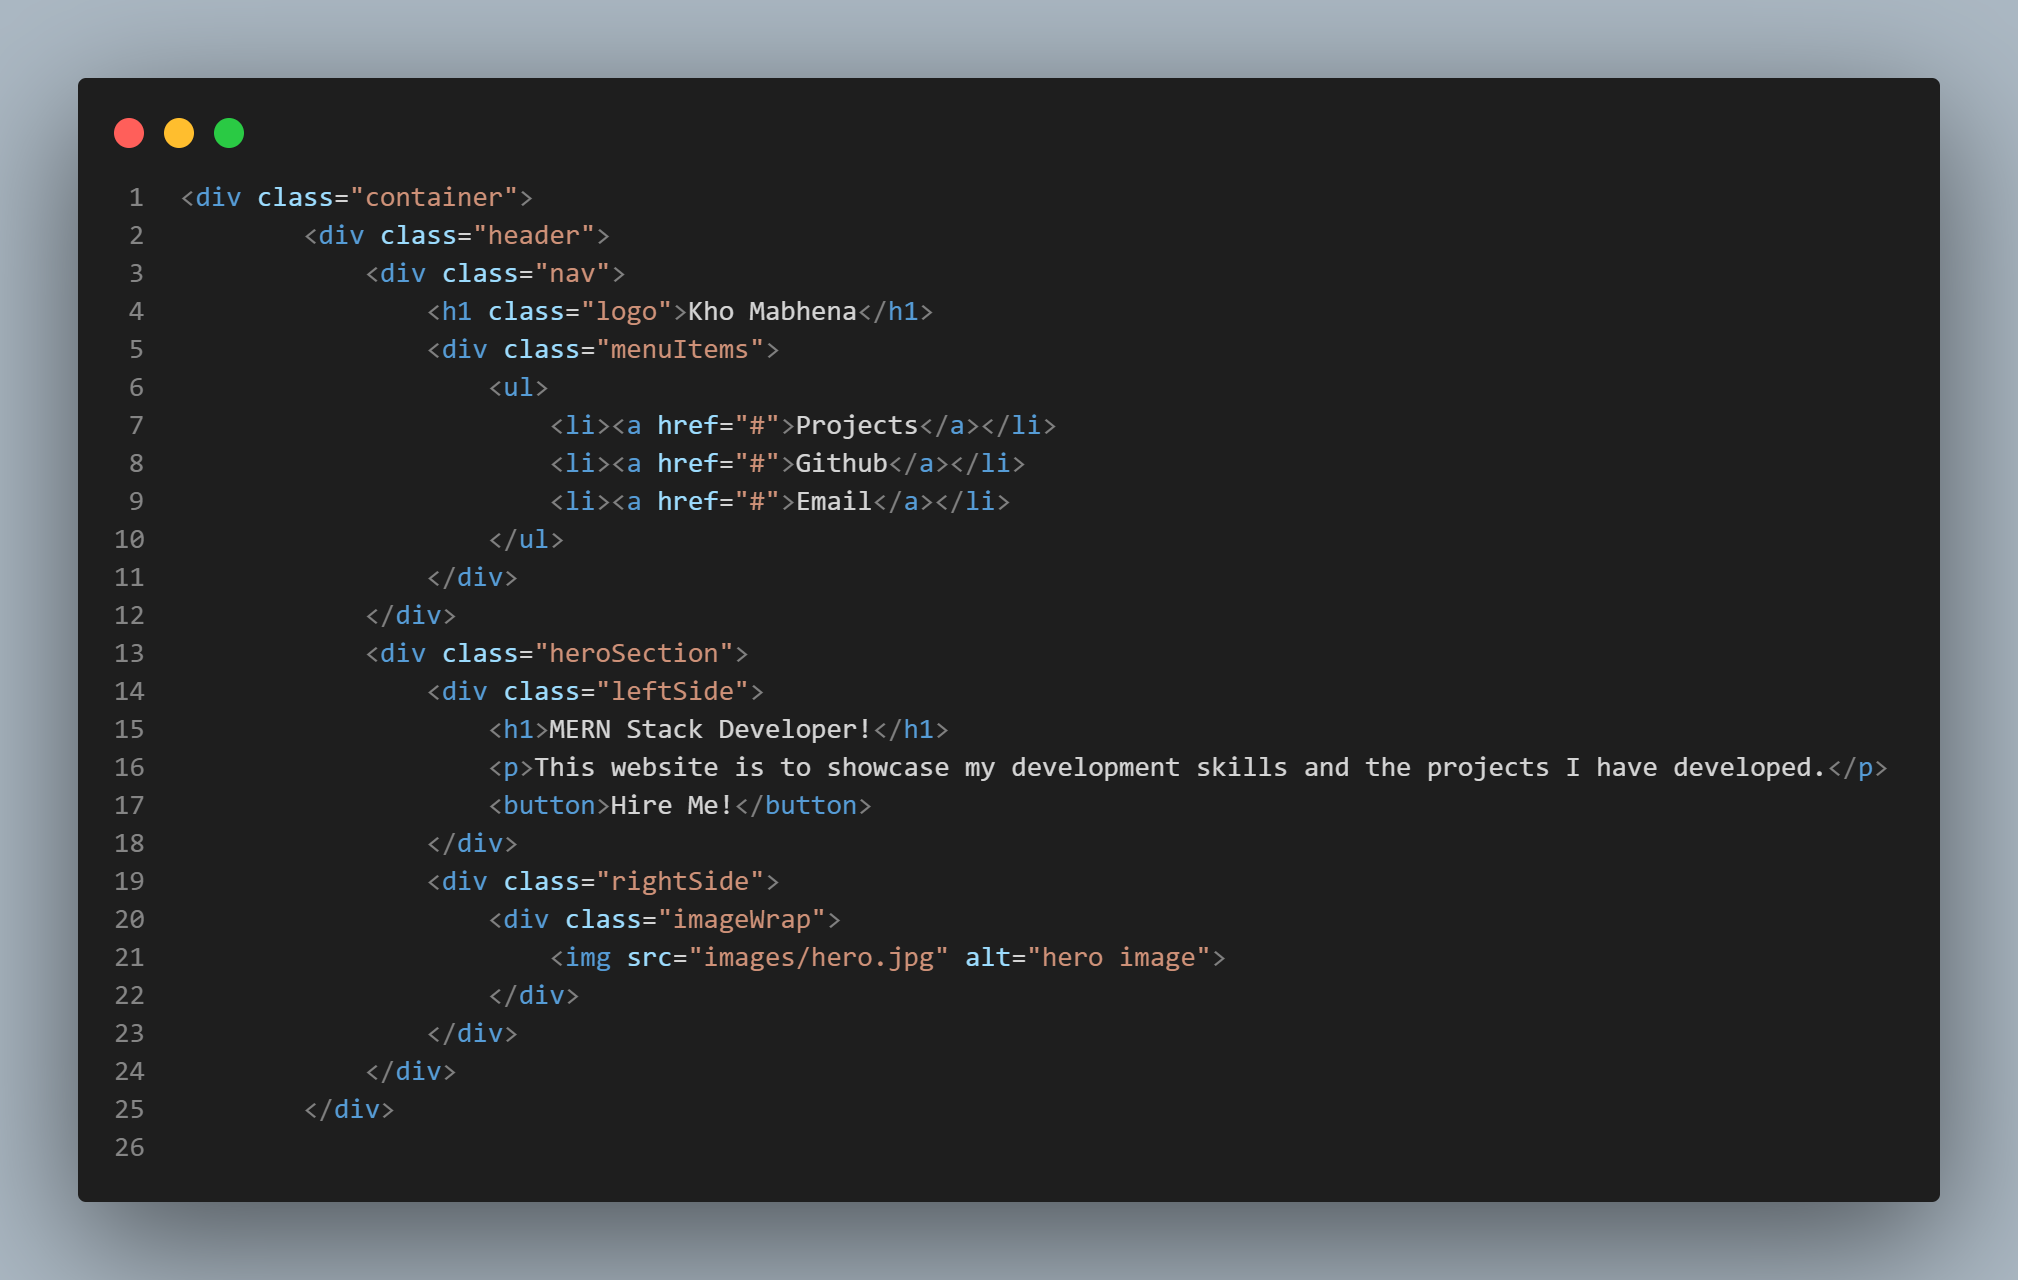 1 <div class="container">
2         <div class="header">
3             <div class="nav">
4                 <h1 class="logo">Kho Mabhena</h1>
5                 <div class="menuItems">
6                     <ul>
7                         <li><a href="#">Projects</a></li>
8                         <li><a href="#">Github</a></li>
9                         <li><a href="#">Email</a></li>
10                     </ul>
11                 </div>
12             </div>
13             <div class="heroSection">
14                 <div class="leftSide">
15                     <h1>MERN Stack Developer!</h1>
16                     <p>This website is to showcase my development skills and the projects I have developed.</p>
17                     <button>Hire Me!</button>
18                 </div>
19                 <div class="rightSide">
20                     <div class="imageWrap">
21                         <img src="images/hero.jpg" alt="hero image">
22                     </div>
23                 </div>
24             </div>
25         </div>
26